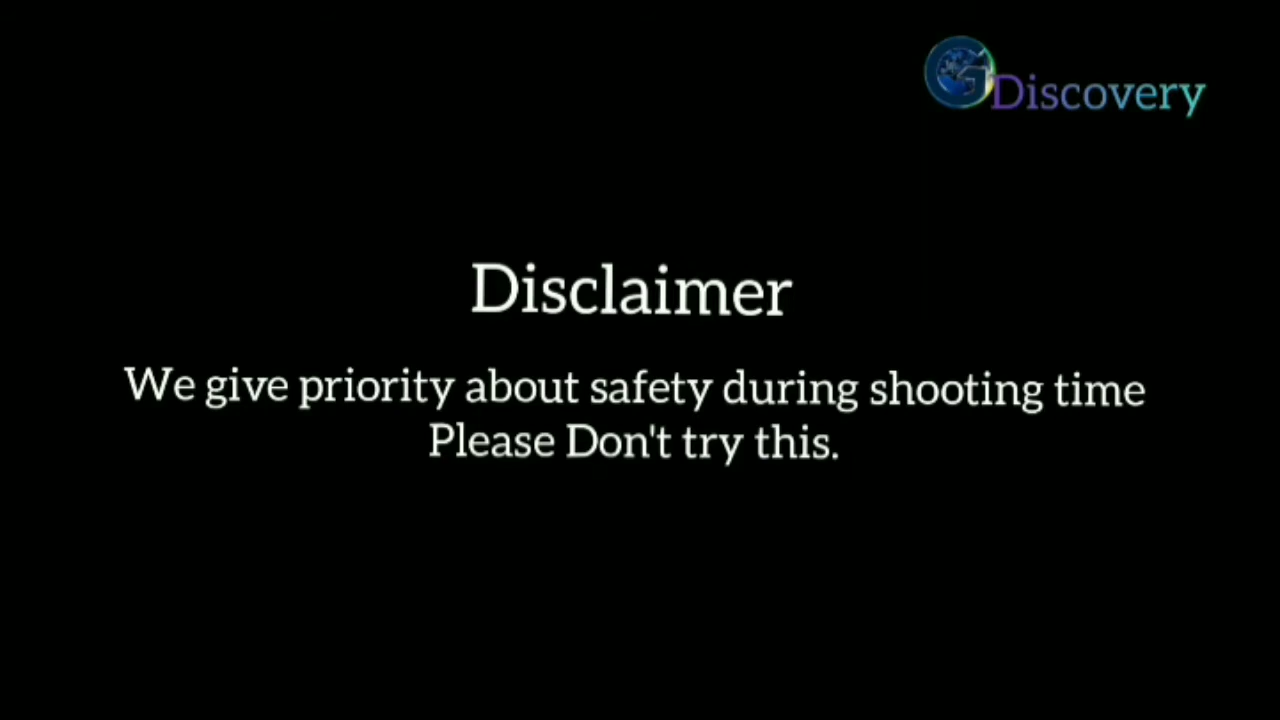 G Discovery
Disclaimer
We give priority about safety during shooting time
Please Don't try this.